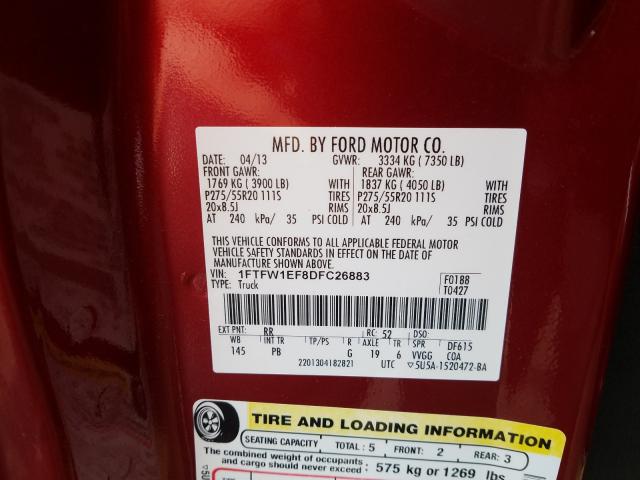 MFD. BY FORD MOTOR CO.
DATE: 04/13 GVWR: 3334 KG ( 7350 LB)
FRONT GAWR: REAR GAWR:
1769 KG ( 3900 LB) WITH 1837 KG ( 4050 LB) WITH
P275/55R20 111S TIRES P275/55R20 111S TIRES
20x8.5J RIMS 20x8.5J RIMS
AT 240 kPa/ 35 PSI COLD AT 240 kPa/ 35 PSI COLD
THIS VEHICLE CONFORMS TO ALL APPLICABLE FEDERAL MOTOR
VEHICLE SAFETY STANDARDS IN EFFECT ON THE DATE OF
MANUFACTURE SHOWN ABOVE.
VIN: 1FTFW1EF8DFC26883 F0188
TYPE: Truck T0427
EXT PNT: RR RC: 52 DSO:
WB INT TR TP/PS R AXLE TR SPR DF615
145 PB G 19 6 VVGG COA
2201304182821 UTC ▽5U5A-1520472-BA
TIRE AND LOADING INFORMATION
SEATING CAPACITY TOTAL : 5 FRONT: 2 REAR: 3
The combined weight of occupants
and cargo should never exceed : 575 kg or 1269 lbs